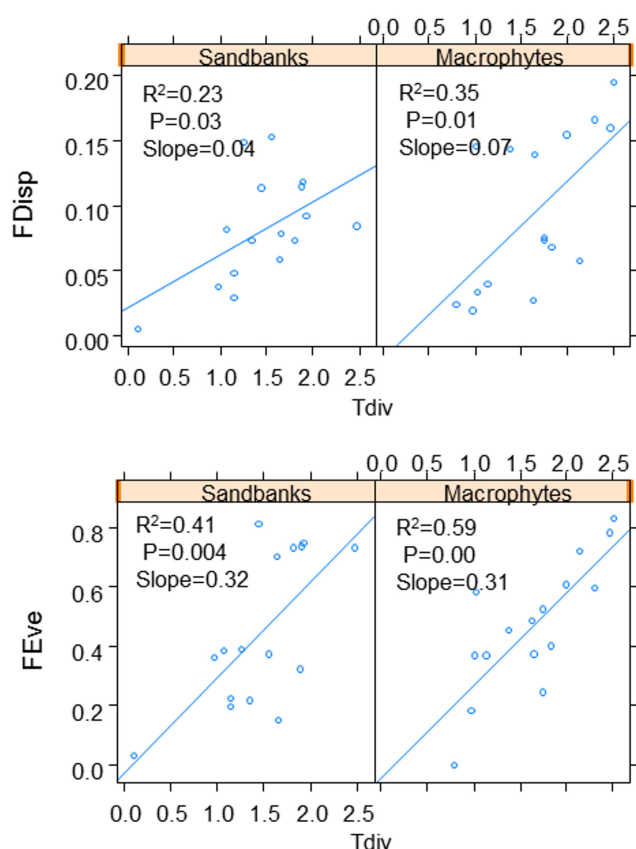 0.0 0.5 1.0 1.5 2.0 2.5
Sandbanks Macrophytes
0.20
0.15
0.10
0.05
0.00
FDisp
R²=0.23
P=0.03
Slope=0.04
R²=0.35
P=0.01
Slope=0.07
0.0 0.5 1.0 1.5 2.0 2.5
Tdiv
0.0 0.5 1.0 1.5 2.0 2.5
Sandbanks Macrophytes
0.8
0.6
0.4
0.2
0.0
FEve
R²=0.41
P=0.004
Slope=0.32
R²=0.59
P=0.00
Slope=0.31
0.0 0.5 1.0 1.5 2.0 2.5
Tdiv